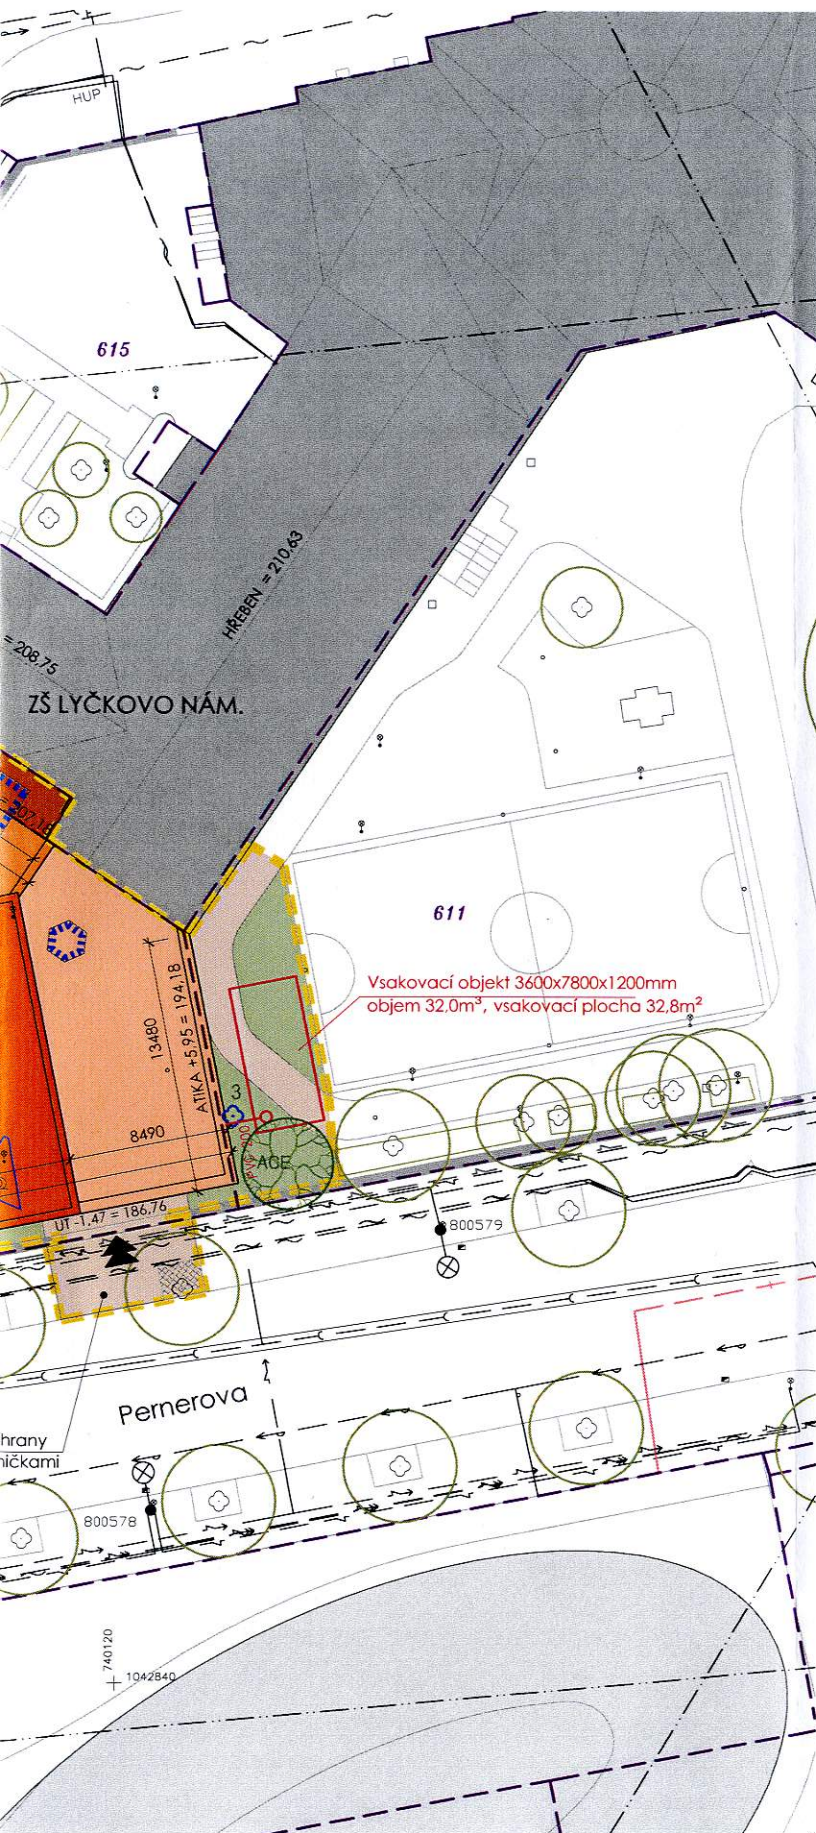 HUP
615
HŘEBEN = 210,63
= 208,75
ZŠ LYČKOVO NÁM.
611
Vsakovací objekt 3600x7800x1200mm
objem 32,0m³, vsakovací plocha 32,8m²
13480
ATIKA +5,95 = 194,18
3
8490
ACE
UT -1,47 = 186,76
800579
Pernerova
hrany
ničkami
800578
740120
1042840